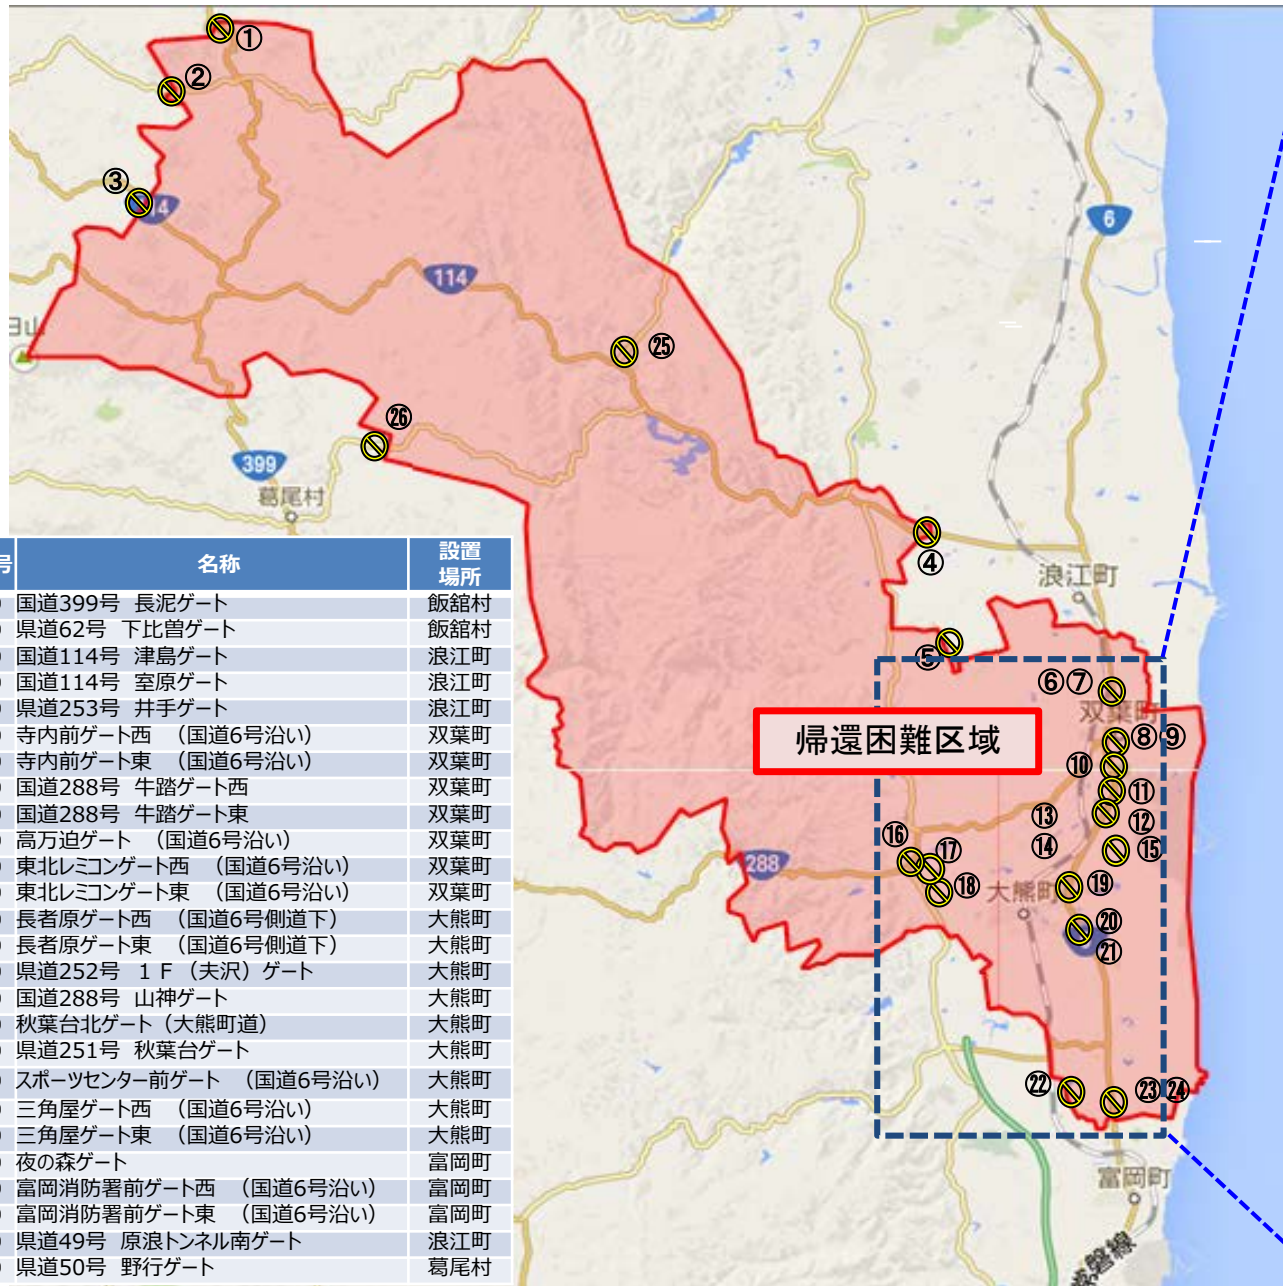 ①
②
③
114
114
6
日山
㉕
㉖
399
葛尾村
④
浪江町
⑤
⑥⑦
双葉町
帰還困難区域
⑧⑨
⑩
⑪
⑬
⑫
⑯
⑭
⑮
⑰
288
⑱
大熊町
⑲
⑳
㉑
㉒
㉓㉔
富岡町
常磐線
号 名称 設置場所
国道399号 長泥ゲート 飯舘村
県道62号 下比曽ゲート 飯舘村
国道114号 津島ゲート 浪江町
国道114号 室原ゲート 浪江町
県道253号 井手ゲート 浪江町
寺内前ゲート西 （国道6号沿い） 双葉町
寺内前ゲート東 （国道6号沿い） 双葉町
国道288号 牛踏ゲート西 双葉町
国道288号 牛踏ゲート東 双葉町
高万迫ゲート （国道6号沿い） 双葉町
東北レミコンゲート西 （国道6号沿い） 双葉町
東北レミコンゲート東 （国道6号沿い） 双葉町
長者原ゲート西 （国道6号側道下） 大熊町
長者原ゲート東 （国道6号側道下） 大熊町
県道252号 １Ｆ（夫沢）ゲート 大熊町
国道288号 山神ゲート 大熊町
秋葉台北ゲート（大熊町道） 大熊町
県道251号 秋葉台ゲート 大熊町
スポーツセンター前ゲート （国道6号沿い） 大熊町
三角屋ゲート西 （国道6号沿い） 大熊町
三角屋ゲート東 （国道6号沿い） 大熊町
夜の森ゲート 富岡町
富岡消防署前ゲート西 （国道6号沿い） 富岡町
富岡消防署前ゲート東 （国道6号沿い） 富岡町
県道49号 原浪トンネル南ゲート 浪江町
県道50号 野行ゲート 葛尾村